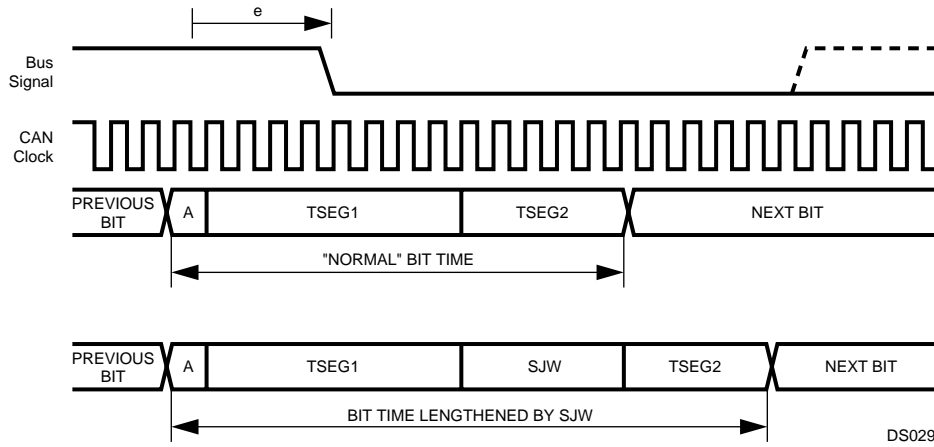 e
Bus
Signal
CAN
Clock
PREVIOUS
BIT
A
TSEG1
TSEG2
NEXT BIT
"NORMAL" BIT TIME
PREVIOUS
BIT
A
TSEG1
SJW
TSEG2
NEXT BIT
BIT TIME LENGTHENED BY SJW
DS029